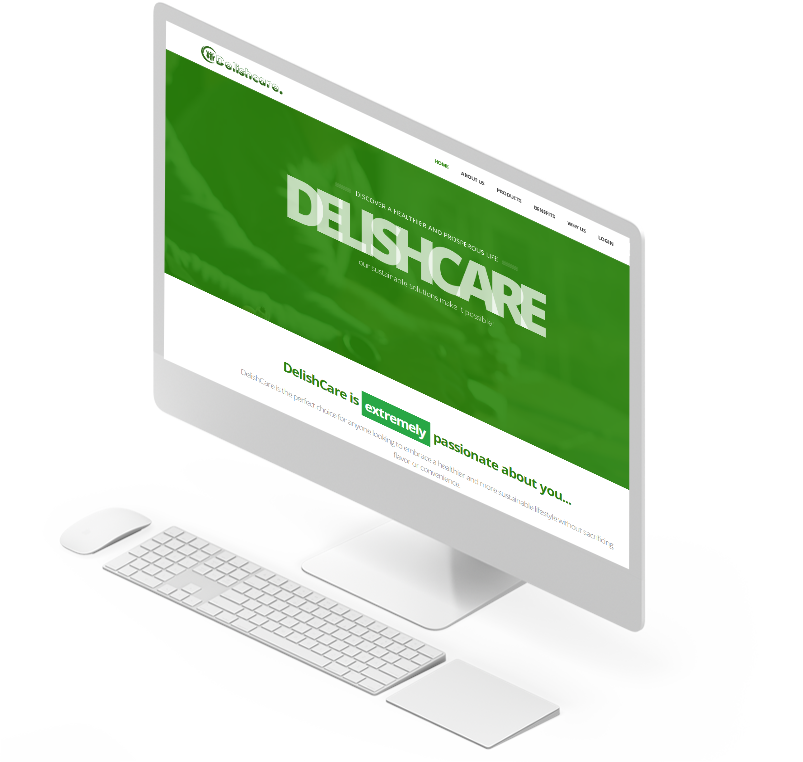 Delishcare.
HOME ABOUT US PRODUCTS BENEFITS WHY US LOGIN
DISCOVER A HEALTHIER AND PROSPEROUS LIFE
DELISHCARE
our sustainable solutions make it possible
DelishCare is extremely passionate about you...
DelishCare is the perfect choice for anyone looking to embrace a healthier and more sustainable lifestyle without sacrificing
flavor or convenience.